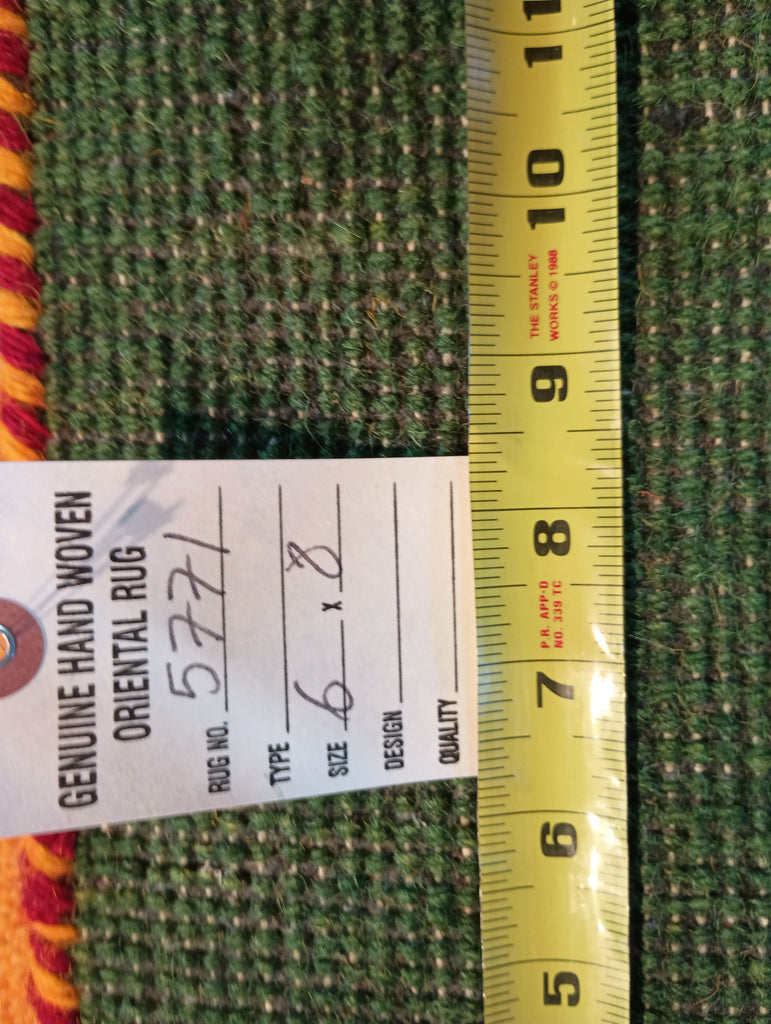 GENUINE HAND WOVEN
ORIENTAL RUG
RUG NO. 5771
TYPE
SIZE 6 x 8
DESIGN
QUALITY
5
6
7
P.R. APP'D
NO. 339 TC
8
9
THE STANLEY
WORKS © 1988
10
11